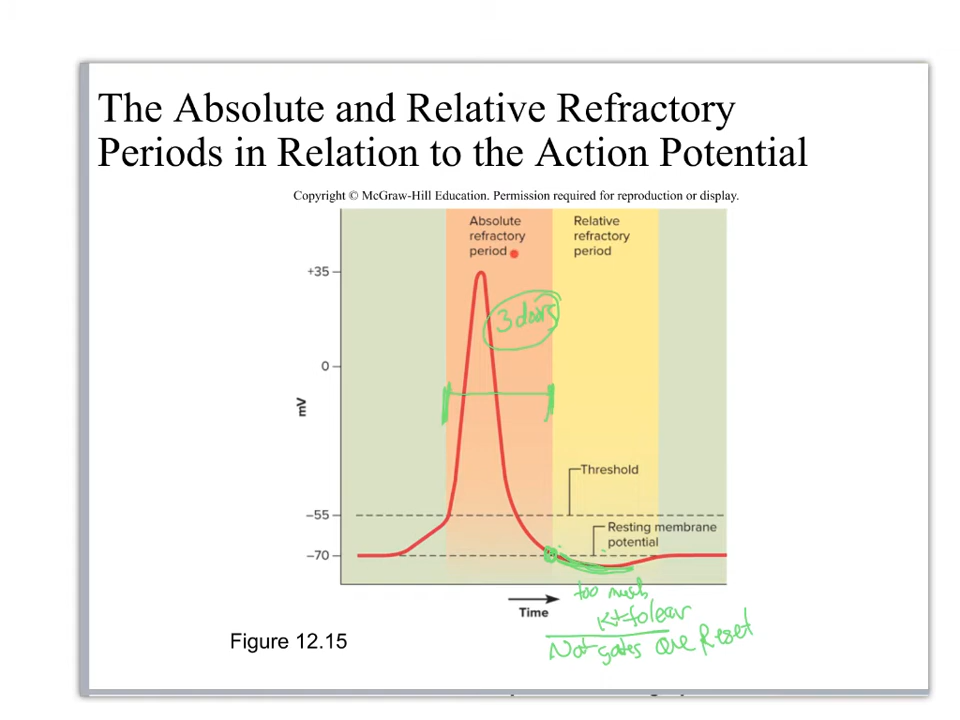 The Absolute and Relative Refractory
Periods in Relation to the Action Potential
Copyright © McGraw-Hill Education. Permission required for reproduction or display.
Absolute
refractory
period
Relative
refractory
period
+35
3 doors
0
mV
Threshold
-55
Resting membrane
potential
-70
too much
K+ to
Time
Na+ gates are Reset
Figure 12.15